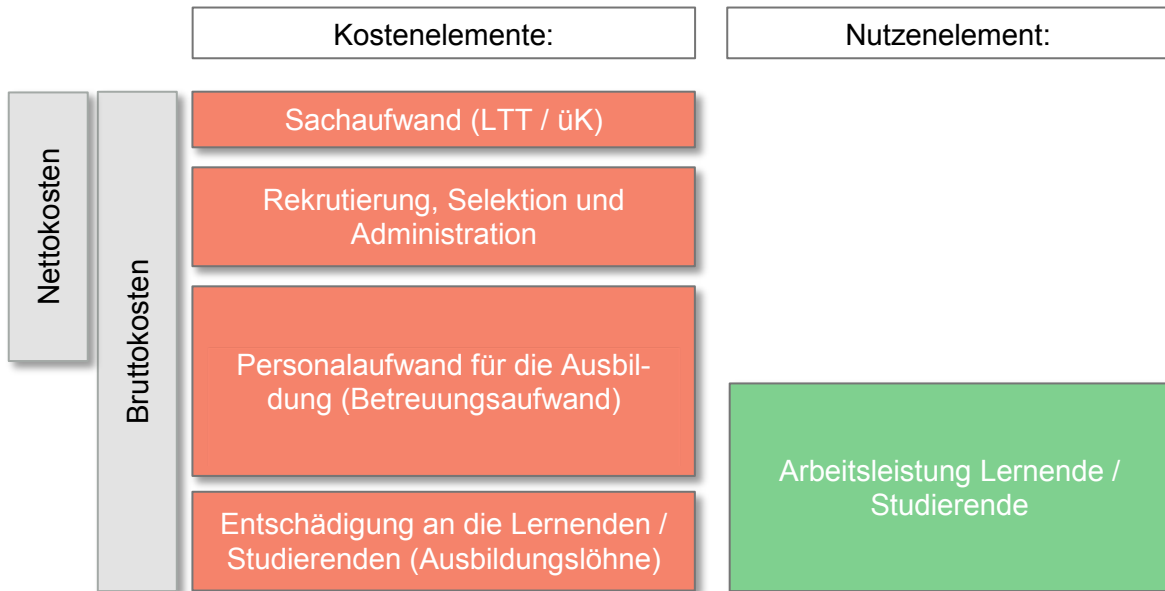 Kostenelemente:
Nutzenelement:
Nettokosten
Bruttokosten
Sachaufwand (LTT / üK)
Rekrutierung, Selektion und
Administration
Personalaufwand für die Ausbil-
dung (Betreuungsaufwand)
Entschädigung an die Lernenden /
Studierenden (Ausbildungslöhne)
Arbeitsleistung Lernende /
Studierende